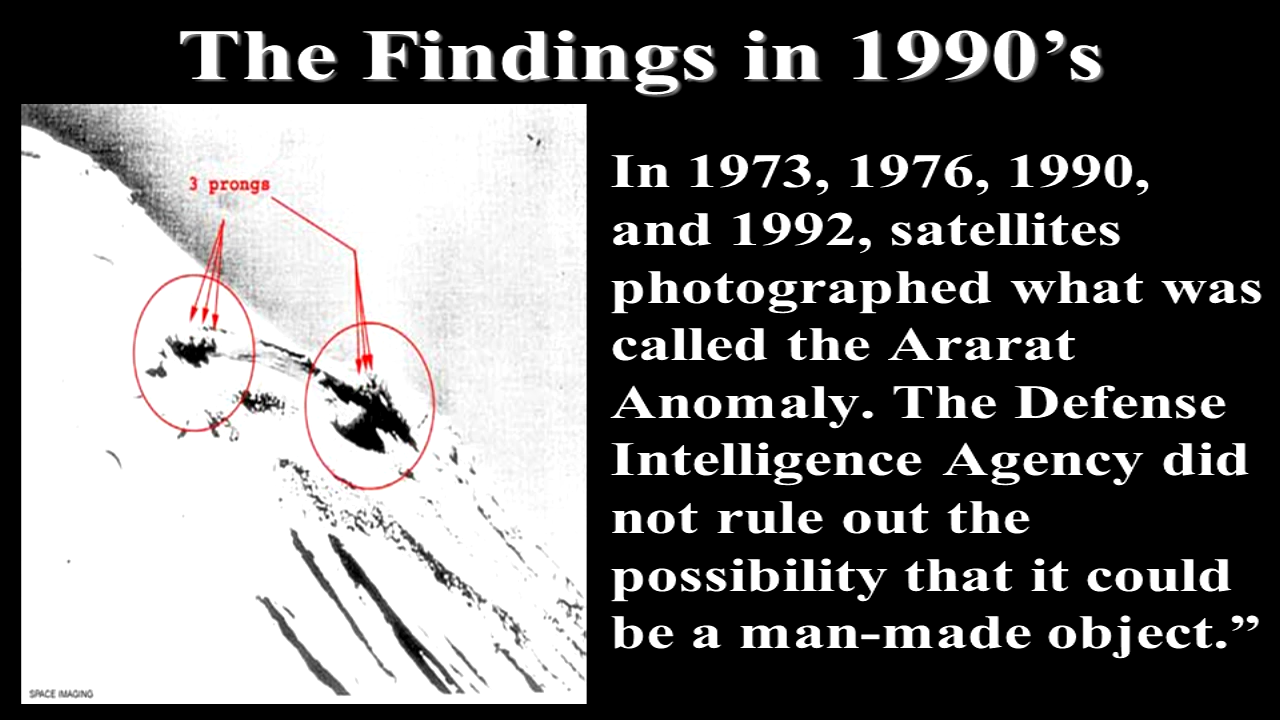 The Findings in 1990’s
3 prongs
In 1973, 1976, 1990,
and 1992, satellites
photographed what was
called the Ararat
Anomaly. The Defense
Intelligence Agency did
not rule out the
possibility that it could
be a man-made object.”
SPACE IMAGING